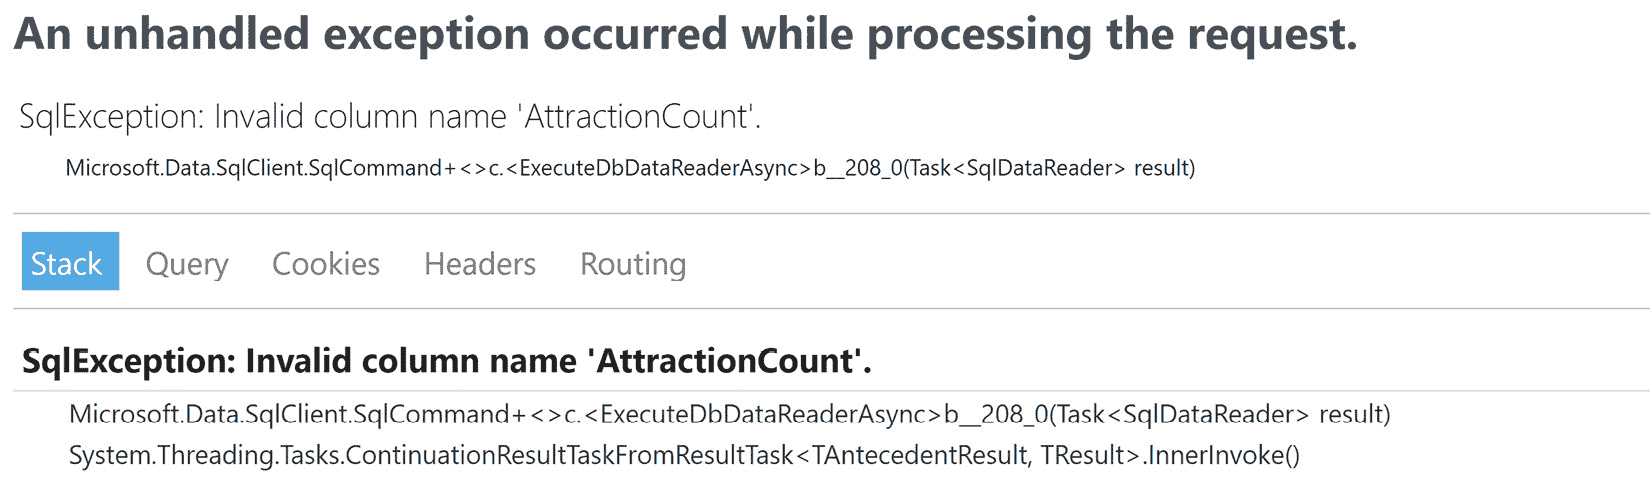 An unhandled exception occurred while processing the request.
SqlException: Invalid column name 'AttractionCount'.
Microsoft.Data.SqlClient.SqlCommand+<>c.<ExecuteDbDataReaderAsync>b__208_0(Task<SqlDataReader> result)
Stack Query Cookies Headers Routing
SqlException: Invalid column name 'AttractionCount'.
Microsoft.Data.SqlClient.SqlCommand+<>c.<ExecuteDbDataReaderAsync>b__208_0(Task<SqlDataReader> result)
System.Threading.Tasks.ContinuationResultTaskFromResultTask<TAntecedentResult, TResult>.InnerInvoke()